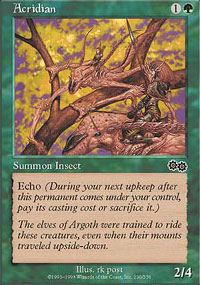 Acridian 1
Summon Insect
Echo (During your next upkeep after
this permanent comes under your control,
pay its casting cost or sacrifice it.)
The elves of Argoth were trained to ride
these creatures, even when their mounts
traveled upside-down.
Illus. rk post
2/4